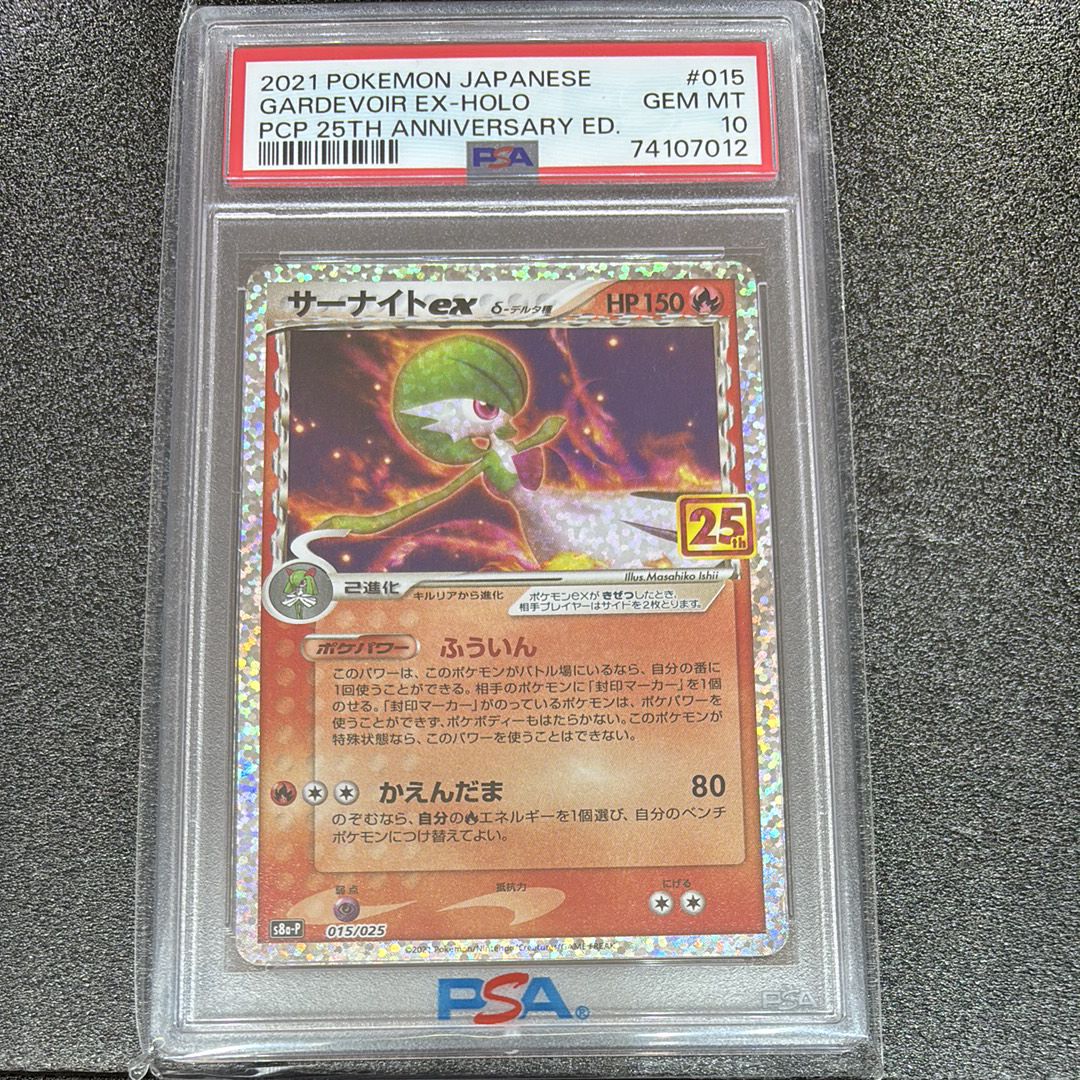 2021 POKEMON JAPANESE #015
GARDEVOIR EX-HOLO GEM MT
PCP 25TH ANNIVERSARY ED. 10
PSA 74107012
サーナイトex δ-デルタ種 HP 150
25th
Illus. Masahiko Ishii
2進化 キルリアから進化
ポケモンexが きぜつしたとき、
相手プレイヤーはサイドを2枚とります。
ポケパワー ふういん
このパワーは、このポケモンがバトル場にいるなら、自分の番に
1回使うことができる。相手のポケモンに「封印マーカー」を1個
のせる。「封印マーカー」がのっているポケモンは、ポケパワーを
使うことができず、ポケボディーもはたらかない。このポケモンが
特殊状態なら、このパワーを使うことはできない。
かえんだま 80
のぞむなら、自分のエネルギーを1個選び、自分のベンチ
ポケモンにつけ替えてよい。
弱点 抵抗力 にげる
s8a-P 015/025
©2021 Pokémon/Nintendo/Creatures/GAME FREAK
PSA®
PSA